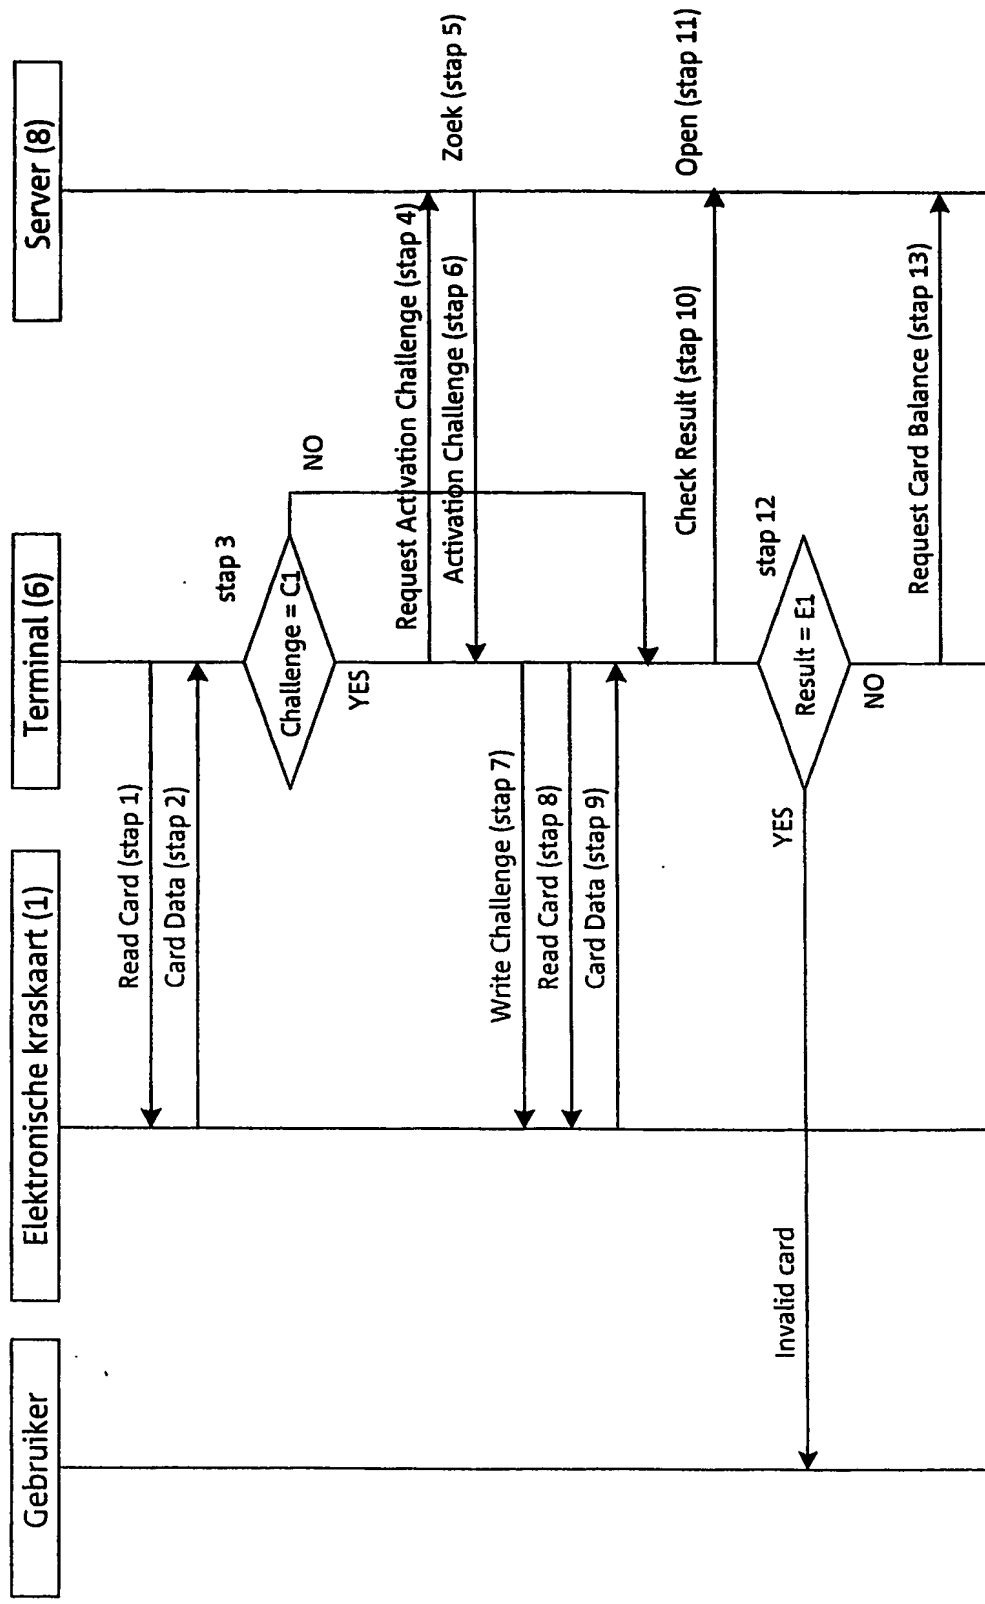 Gebruiker
Elektronische kraskaart (1)
Terminal (6)
Server (8)
Read Card (stap 1)
Card Data (stap 2)
stap 3
Challenge = C1
NO
YES
Request Activation Challenge (stap 4)
Zoek (stap 5)
Activation Challenge (stap 6)
Write Challenge (stap 7)
Read Card (stap 8)
Card Data (stap 9)
Check Result (stap 10)
Open (stap 11)
stap 12
Result = E1
YES
NO
Invalid card
Request Card Balance (stap 13)